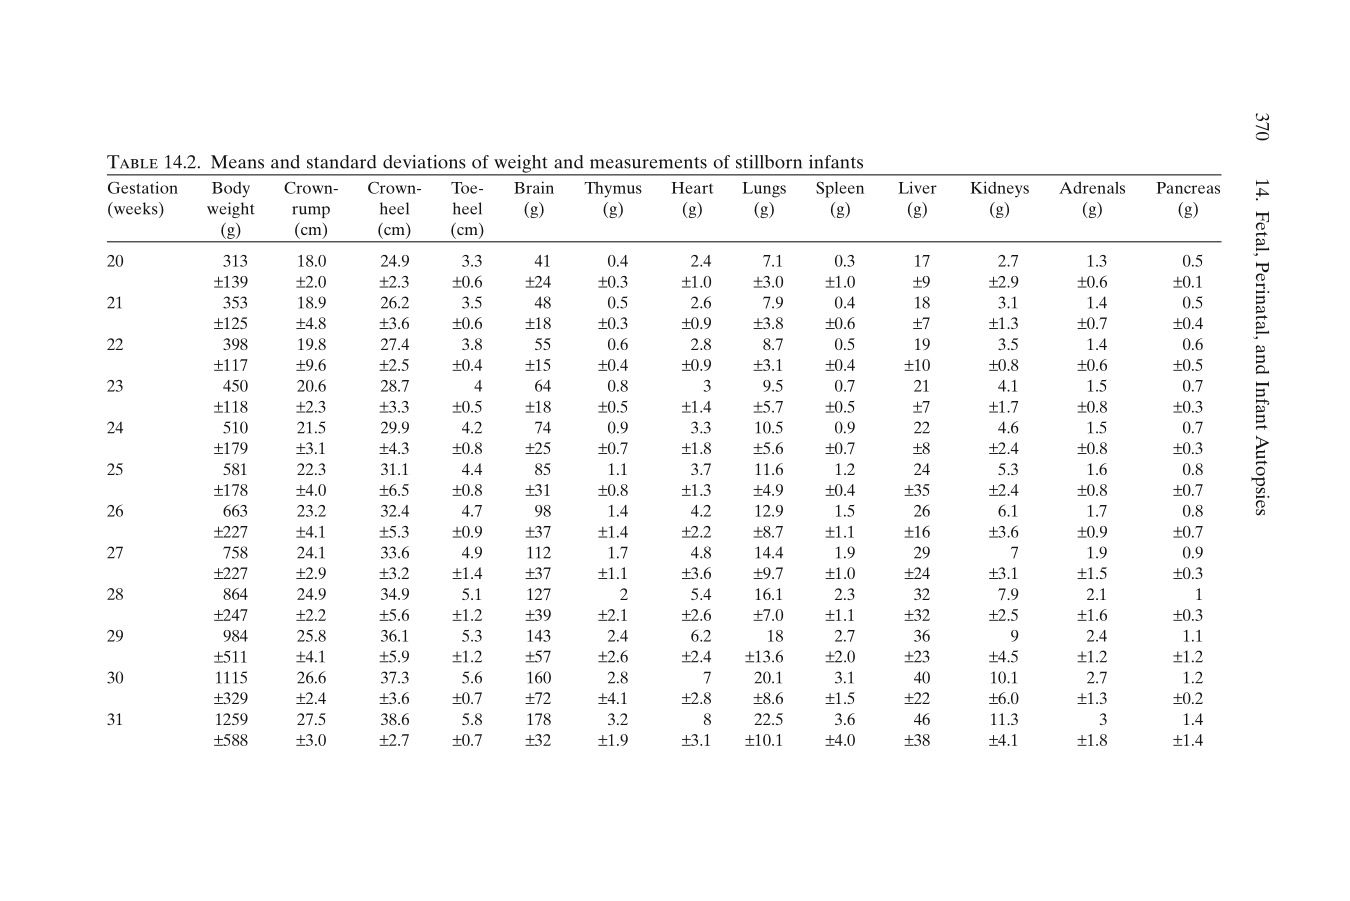 370 14. Fetal, Perinatal, and Infant Autopsies
TABLE 14.2. Means and standard deviations of weight and measurements of stillborn infants
Gestation Body Crown- Crown- Toe- Brain Thymus Heart Lungs Spleen Liver Kidneys Adrenals Pancreas
(weeks) weight rump heel heel (g) (g) (g) (g) (g) (g) (g) (g) (g)
(g) (cm) (cm) (cm)
20 313 18.0 24.9 3.3 41 0.4 2.4 7.1 0.3 17 2.7 1.3 0.5
±139 ±2.0 ±2.3 ±0.6 ±24 ±0.3 ±1.0 ±3.0 ±1.0 ±9 ±2.9 ±0.6 ±0.1
21 353 18.9 26.2 3.5 48 0.5 2.6 7.9 0.4 18 3.1 1.4 0.5
±125 ±4.8 ±3.6 ±0.6 ±18 ±0.3 ±0.9 ±3.8 ±0.6 ±7 ±1.3 ±0.7 ±0.4
22 398 19.8 27.4 3.8 55 0.6 2.8 8.7 0.5 19 3.5 1.4 0.6
±117 ±9.6 ±2.5 ±0.4 ±15 ±0.4 ±0.9 ±3.1 ±0.4 ±10 ±0.8 ±0.6 ±0.5
23 450 20.6 28.7 4 64 0.8 3 9.5 0.7 21 4.1 1.5 0.7
±118 ±2.3 ±3.3 ±0.5 ±18 ±0.5 ±1.4 ±5.7 ±0.5 ±7 ±1.7 ±0.8 ±0.3
24 510 21.5 29.9 4.2 74 0.9 3.3 10.5 0.9 22 4.6 1.5 0.7
±179 ±3.1 ±4.3 ±0.8 ±25 ±0.7 ±1.8 ±5.6 ±0.7 ±8 ±2.4 ±0.8 ±0.3
25 581 22.3 31.1 4.4 85 1.1 3.7 11.6 1.2 24 5.3 1.6 0.8
±178 ±4.0 ±6.5 ±0.8 ±31 ±0.8 ±1.3 ±4.9 ±0.4 ±35 ±2.4 ±0.8 ±0.7
26 663 23.2 32.4 4.7 98 1.4 4.2 12.9 1.5 26 6.1 1.7 0.8
±227 ±4.1 ±5.3 ±0.9 ±37 ±1.4 ±2.2 ±8.7 ±1.1 ±16 ±3.6 ±0.9 ±0.7
27 758 24.1 33.6 4.9 112 1.7 4.8 14.4 1.9 29 7 1.9 0.9
±227 ±2.9 ±3.2 ±1.4 ±37 ±1.1 ±3.6 ±9.7 ±1.0 ±24 ±3.1 ±1.5 ±0.3
28 864 24.9 34.9 5.1 127 2 5.4 16.1 2.3 32 7.9 2.1 1
±247 ±2.2 ±5.6 ±1.2 ±39 ±2.1 ±2.6 ±7.0 ±1.1 ±32 ±2.5 ±1.6 ±0.3
29 984 25.8 36.1 5.3 143 2.4 6.2 18 2.7 36 9 2.4 1.1
±511 ±4.1 ±5.9 ±1.2 ±57 ±2.6 ±2.4 ±13.6 ±2.0 ±23 ±4.5 ±1.2 ±1.2
30 1115 26.6 37.3 5.6 160 2.8 7 20.1 3.1 40 10.1 2.7 1.2
±329 ±2.4 ±3.6 ±0.7 ±72 ±4.1 ±2.8 ±8.6 ±1.5 ±22 ±6.0 ±1.3 ±0.2
31 1259 27.5 38.6 5.8 178 3.2 8 22.5 3.6 46 11.3 3 1.4
±588 ±3.0 ±2.7 ±0.7 ±32 ±1.9 ±3.1 ±10.1 ±4.0 ±38 ±4.1 ±1.8 ±1.4